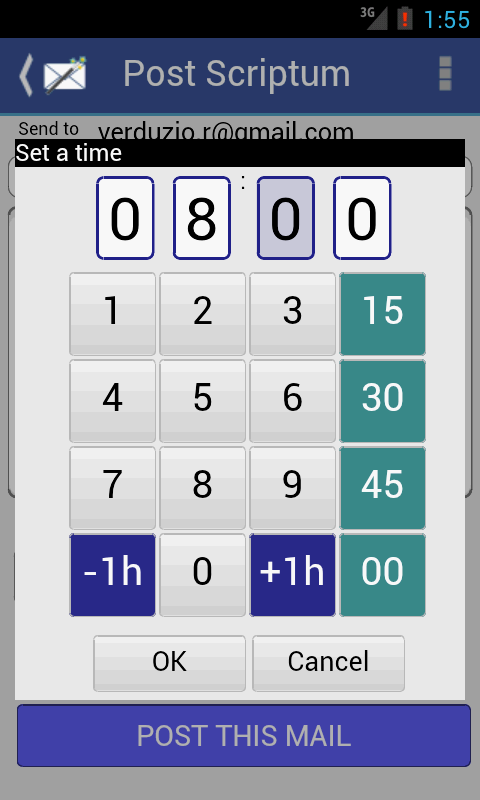 3G 1:55
Post Scriptum
Send to verduzio.r@gmail.com
Set a time
0 8 : 0 0
1 2 3 15
4 5 6 30
7 8 9 45
-1h 0 +1h 00
OK Cancel
POST THIS MAIL